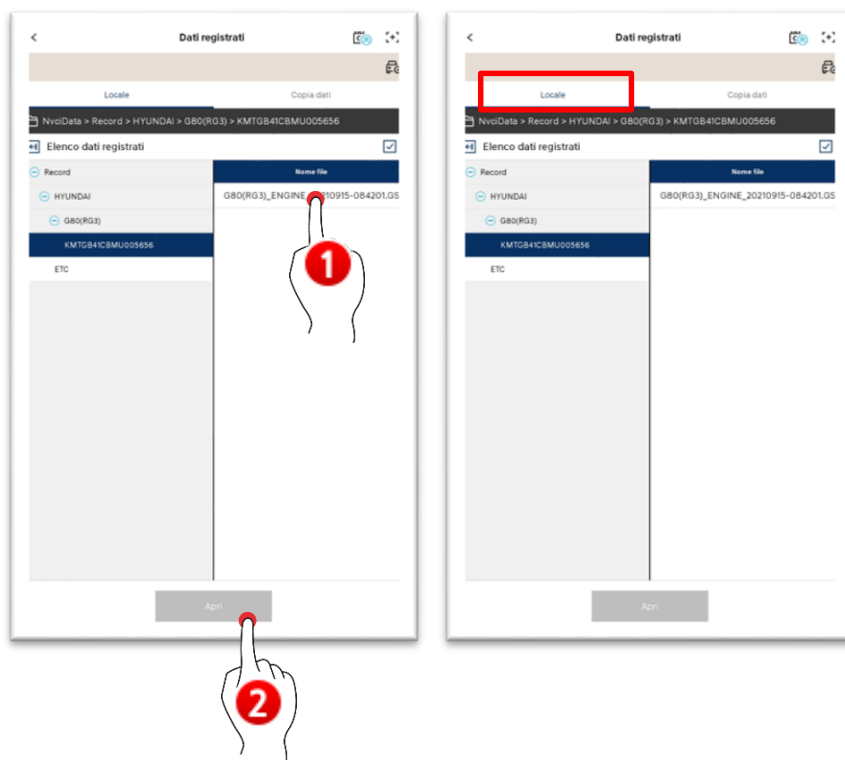 Dati registrati
Locale
Copia dati
NvciData > Record > HYUNDAI > G80(RG3) > KMTGB41CBMU005656
Elenco dati registrati
Record
Nome file
HYUNDAI
G80(RG3)_ENGINE_20210915-084201.GS
G80(RG3)
KMTGB41CBMU005656
ETC
1
Apri
2
Dati registrati
Locale
Copia dati
NvciData > Record > HYUNDAI > G80(RG3) > KMTGB41CBMU005656
Elenco dati registrati
Record
Nome file
HYUNDAI
G80(RG3)_ENGINE_20210915-084201.GS
G80(RG3)
KMTGB41CBMU005656
ETC
Apri